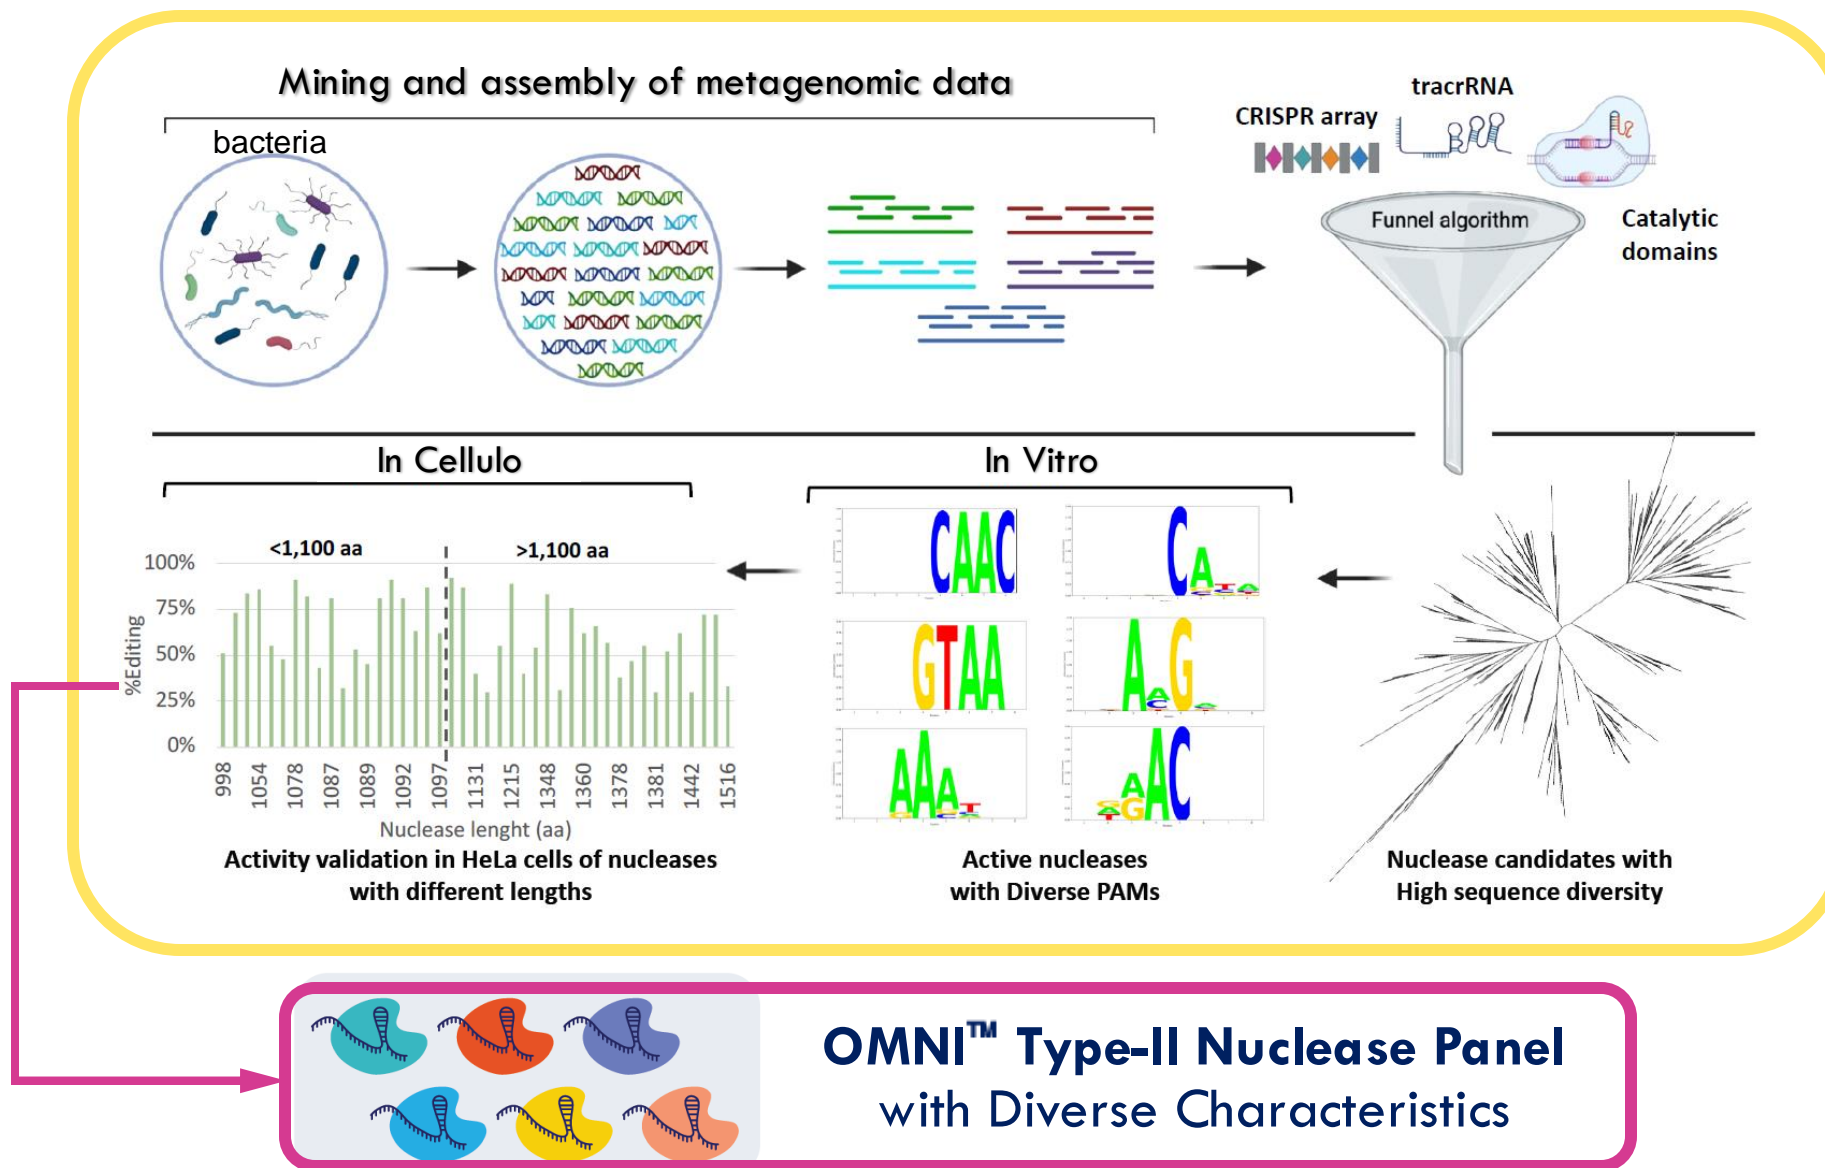 Mining and assembly of metagenomic data
bacteria
tracrRNA
CRISPR array
Funnel algorithm
Catalytic
domains
In Cellulo
In Vitro
<1,100 aa
>1,100 aa
100%
75%
50%
25%
0%
%Editing
998
1054
1078
1087
1089
1092
1097
1131
1215
1348
1360
1378
1381
1442
1516
Nuclease lenght (aa)
Activity validation in HeLa cells of nucleases
with different lengths
CAAC
CA
GTAA
A G
AAA
AC
Active nucleases
with Diverse PAMs
Nuclease candidates with
High sequence diversity
OMNI™ Type-II Nuclease Panel
with Diverse Characteristics